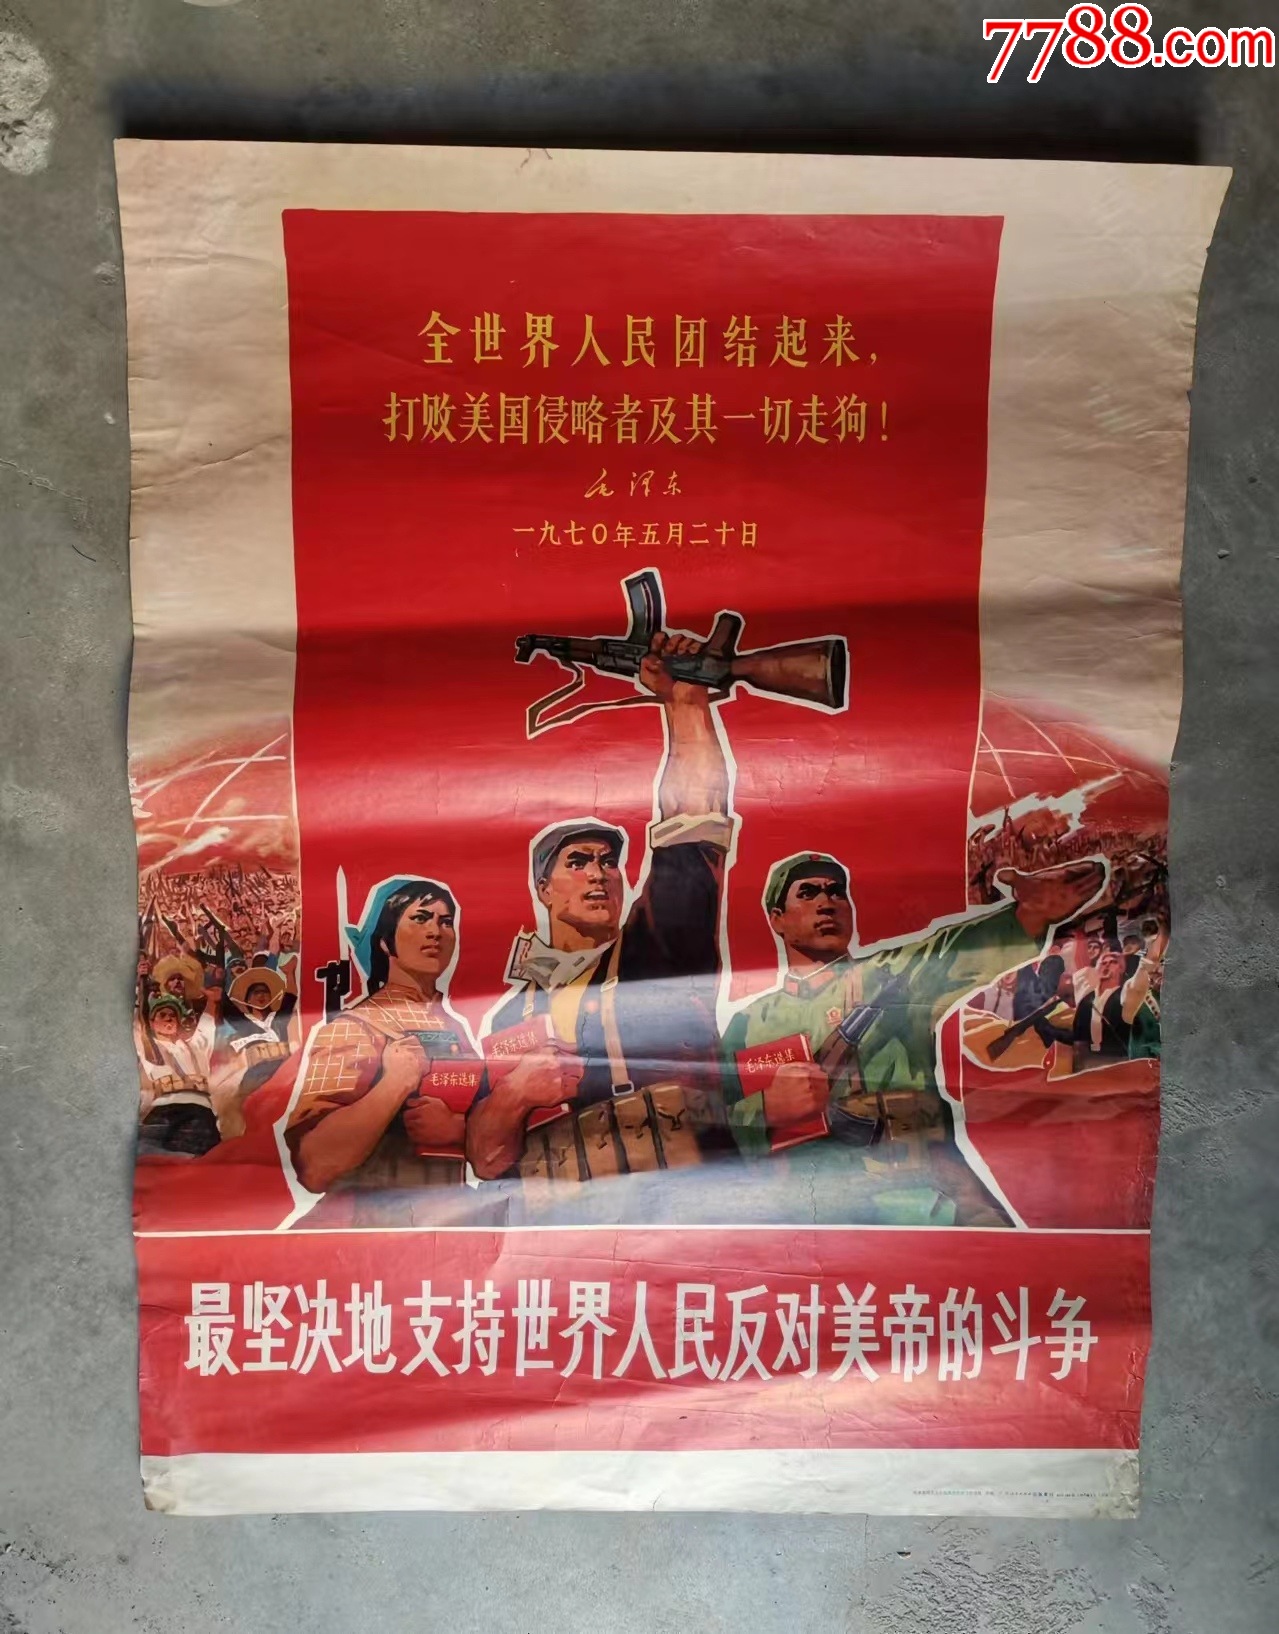 7788.com
全世界人民团结起来，
打败美国侵略者及其一切走狗！
毛泽东
一九七〇年五月二十日
毛泽东选集
毛泽东选集
毛泽东选集
最坚决地支持世界人民反对美帝的斗争